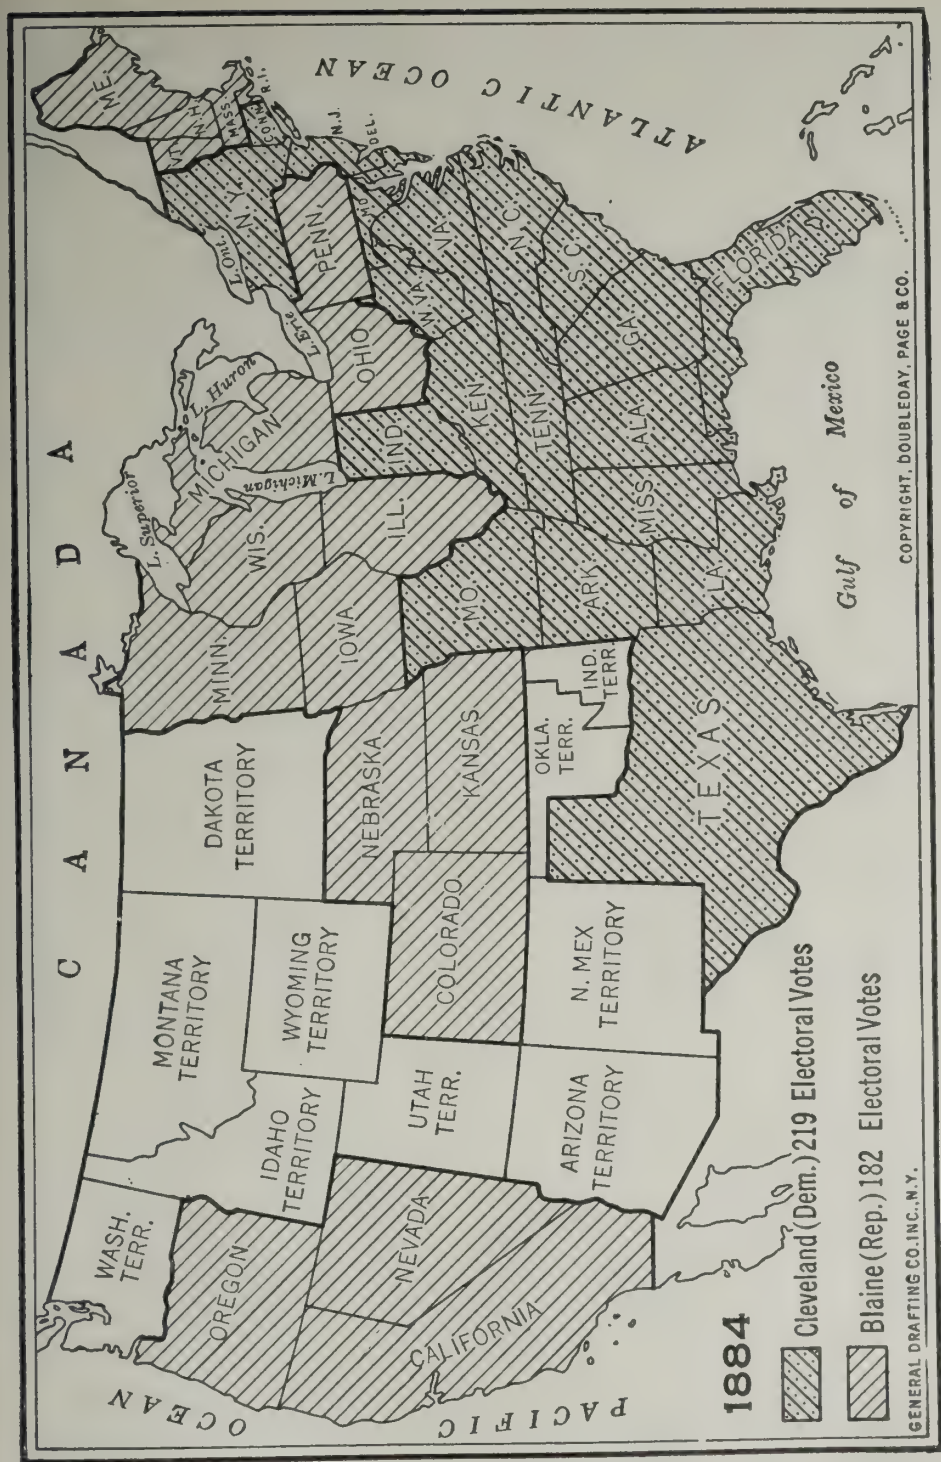 CANADA
WASH.
TERR.
MONTANA
TERRITORY
DAKOTA
TERRITORY
MINN.
L. Superior
WIS.
MICHIGAN
L. Huron
L. Michigan
L. Ont.
L. Erie
ME.
VT.
N.H.
MASS.
CONN.
R.I.
N.Y.
PENN.
N.J.
DEL.
MD.
OREGON
IDAHO
TERRITORY
WYOMING
TERRITORY
NEBRASKA
IOWA
ILL.
IND.
OHIO
W.VA.
VA.
NEVADA
UTAH
TERR.
COLORADO
KANSAS
MO.
KEN.
TENN.
N.C.
S.C.
CALIFORNIA
ARIZONA
TERRITORY
N. MEX
TERRITORY
OKLA.
TERR.
IND.
TERR.
ARK.
TEXAS
LA.
MISS.
ALA.
GA.
FLORIDA
PACIFIC OCEAN
ATLANTIC OCEAN
Gulf of Mexico
1884
Cleveland (Dem.) 219 Electoral Votes
Blaine (Rep.) 182 Electoral Votes
GENERAL DRAFTING CO. INC., N.Y.
COPYRIGHT, DOUBLEDAY, PAGE & CO.